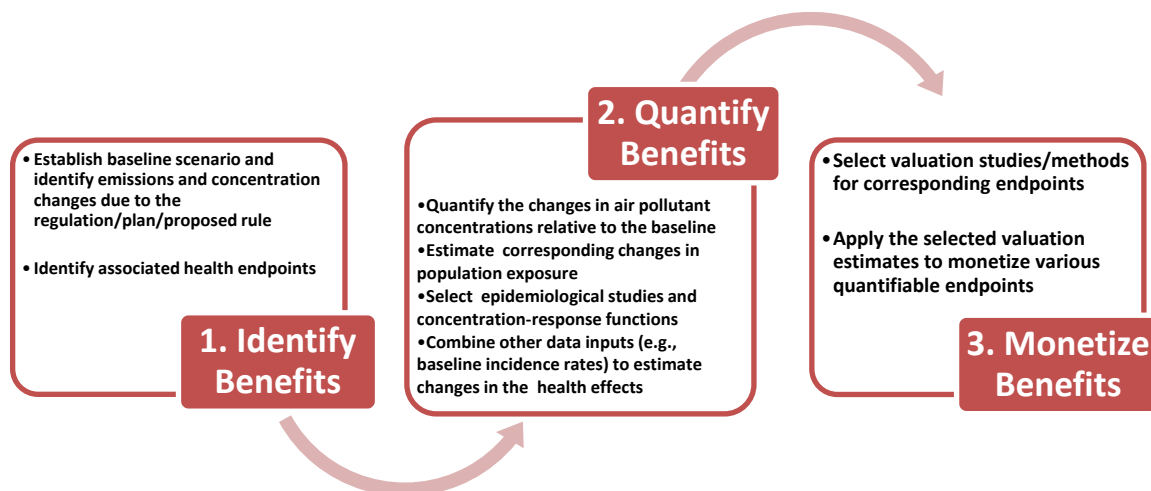 • Establish baseline scenario and
identify emissions and concentration
changes due to the
regulation/plan/proposed rule
• Identify associated health endpoints
1. Identify
Benefits
2. Quantify
Benefits
•Quantify the changes in air pollutant
concentrations relative to the baseline
•Estimate corresponding changes in
population exposure
•Select epidemiological studies and
concentration-response functions
•Combine other data inputs (e.g.,
baseline incidence rates) to estimate
changes in the health effects
• Select valuation studies/methods
for corresponding endpoints
• Apply the selected valuation
estimates to monetize various
quantifiable endpoints
3. Monetize
Benefits